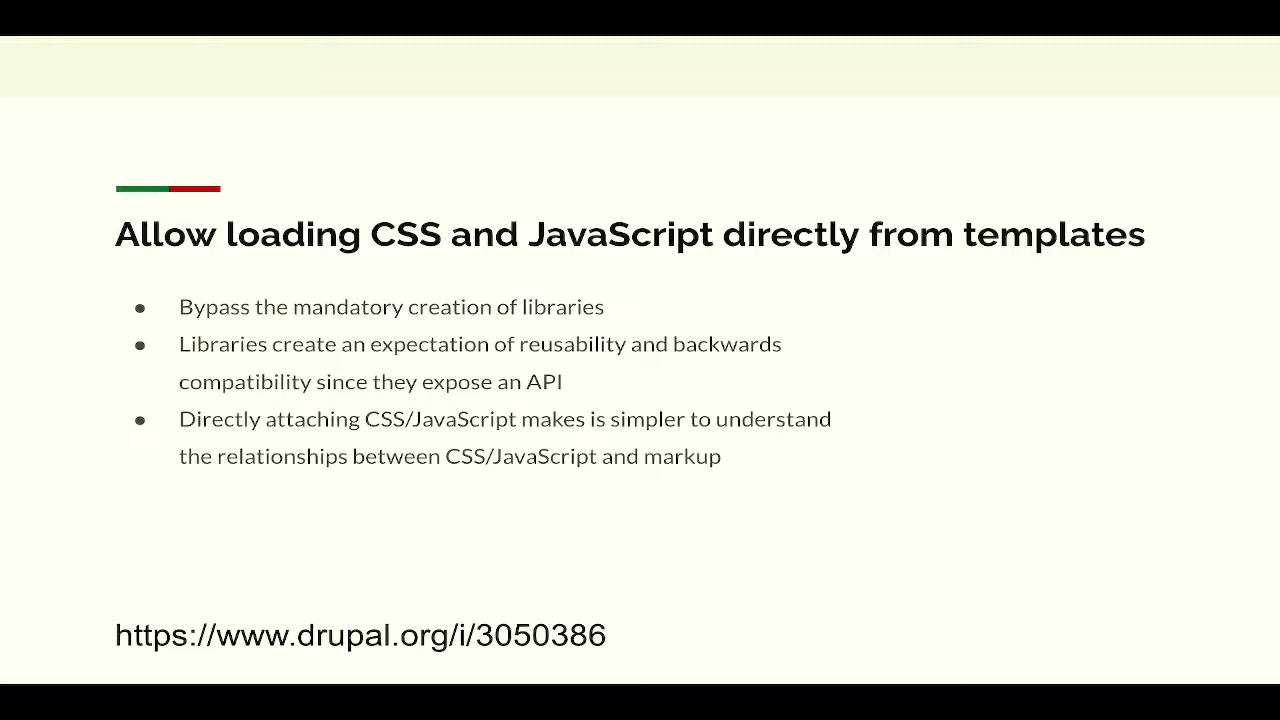 Allow loading CSS and JavaScript directly from templates
● Bypass the mandatory creation of libraries
● Libraries create an expectation of reusability and backwards
compatibility since they expose an API
● Directly attaching CSS/JavaScript makes is simpler to understand
the relationships between CSS/JavaScript and markup
https://www.drupal.org/i/3050386